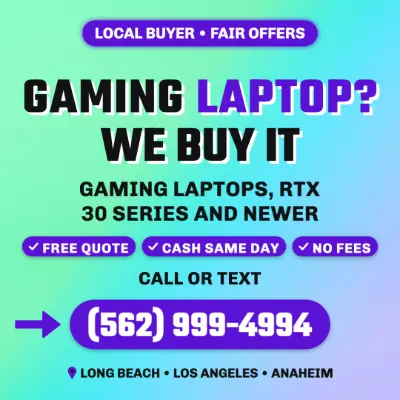 LOCAL BUYER • FAIR OFFERS
GAMING LAPTOP?
WE BUY IT
GAMING LAPTOPS, RTX
30 SERIES AND NEWER
✓ FREE QUOTE ✓ CASH SAME DAY ✓ NO FEES
CALL OR TEXT
(562) 999-4994
LONG BEACH • LOS ANGELES • ANAHEIM